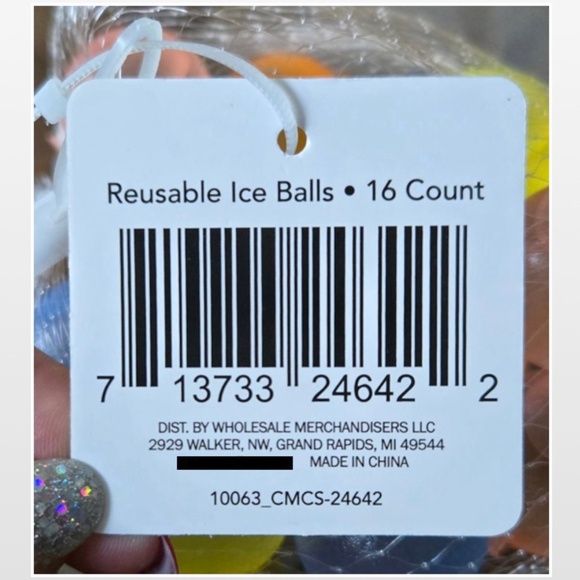 Reusable Ice Balls • 16 Count
7 13733 24642 2
DIST. BY WHOLESALE MERCHANDISERS LLC
2929 WALKER, NW, GRAND RAPIDS, MI 49544
MADE IN CHINA
10063_CMCS-24642